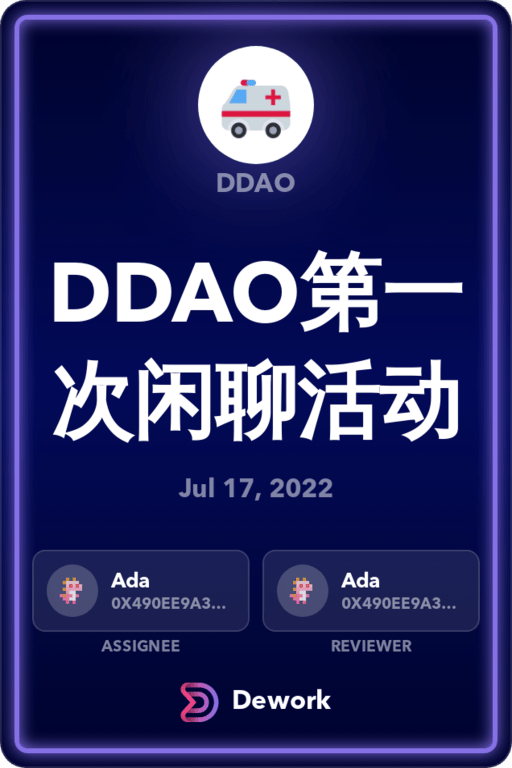 DDAO
DDAO第一
次闲聊活动
Jul 17, 2022
Ada
0X490EE9A3...
ASSIGNEE
Ada
0X490EE9A3...
REVIEWER
Dework